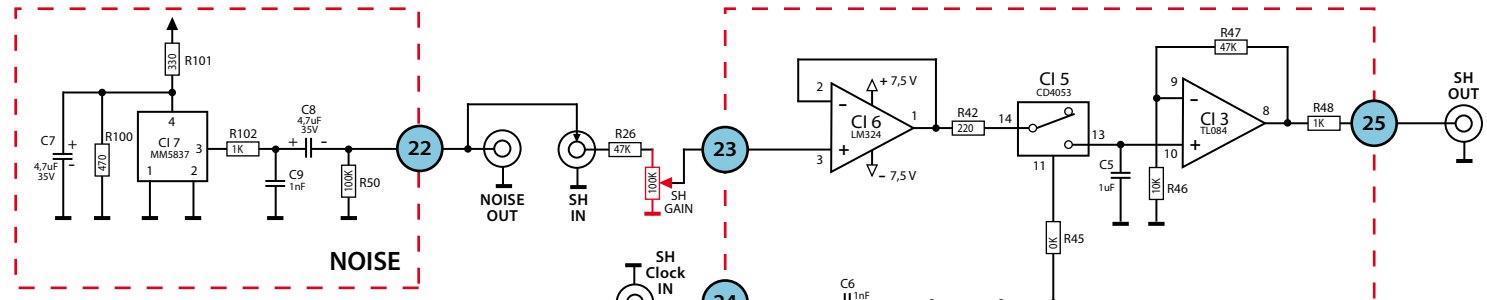 330
R101
C7
4,7uF
35V
+
-
R100
470
4
CI 7
MM5837
3
1
2
R102
1K
C9
1nF
C8
4,7uF
35V
+
-
100K
R50
22
NOISE
NOISE
OUT
SH
IN
R26
47K
100K
SH
GAIN
23
SH
Clock
IN
24
2
3
-
+
CI 6
LM324
+ 7,5 V
- 7,5 V
1
R42
220
14
CI 5
CD4053
13
11
C5
1uF
0K
R45
C6
1nF
R47
47K
9
10
-
+
CI 3
TL084
8
10K
R46
R48
1K
25
SH
OUT